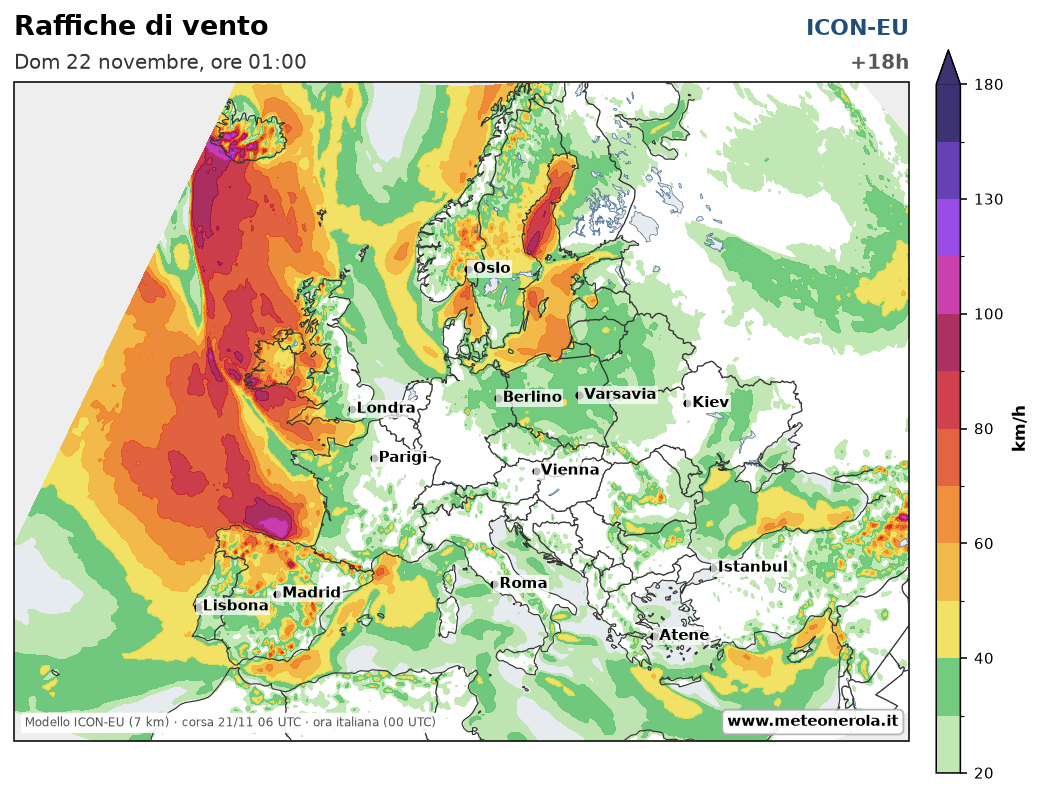 Raffiche di vento
ICON-EU
Dom 22 novembre, ore 01:00
+18h
180
130
100
80
60
40
20
km/h
Oslo
Berlino
Varsavia
Kiev
Londra
Parigi
Vienna
Istanbul
Roma
Madrid
Lisbona
Atene
Modello ICON-EU (7 km) · corsa 21/11 06 UTC · ora italiana (00 UTC)
www.meteonerola.it